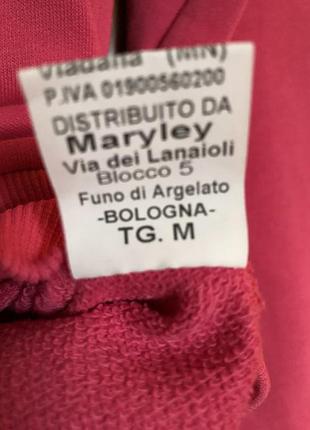 Viadana (MN)
P.IVA 01900560200
DISTRIBUITO DA
Maryley
Via dei Lanaioli
Blocco 5
Funo di Argelato
-BOLOGNA-
TG. M